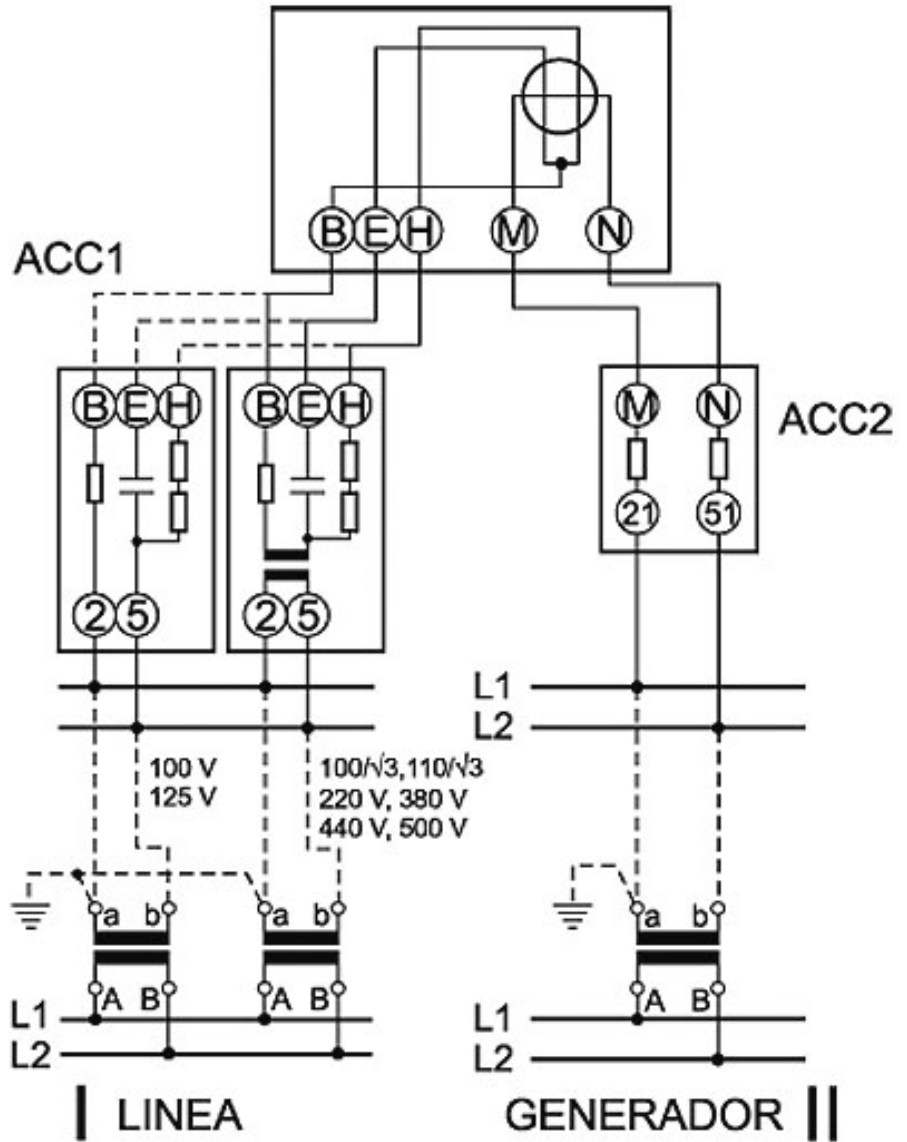 B E H M N
ACC1
B E H
B E H
M N
ACC2
21 51
2 5
2 5
L1
L2
100 V
125 V
100/√3,110/√3
220 V, 380 V
440 V, 500 V
a b
a b
a b
A B
A B
A B
L1
L2
L1
L2
I LINEA
GENERADOR II